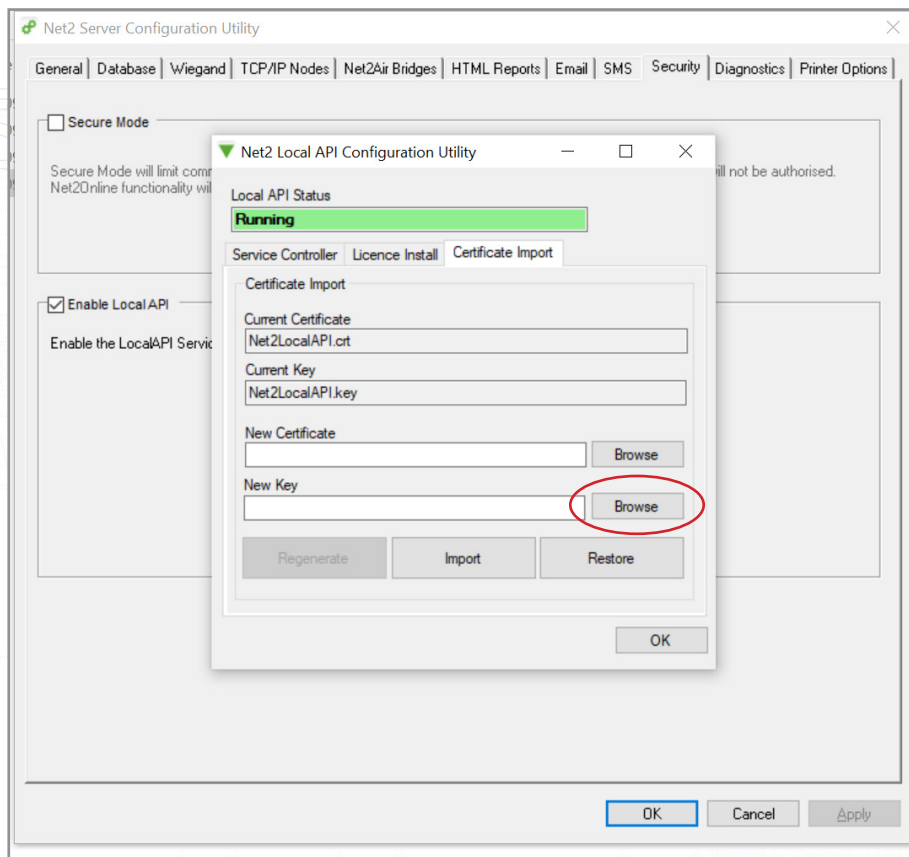 Net2 Server Configuration Utility
General Database Wiegand TCP/IP Nodes Net2Air Bridges HTML Reports Email SMS Security Diagnostics Printer Options
Secure Mode
Secure Mode will limit comm
ill not be authorised.
Net2Online functionality wil
Net2 Local API Configuration Utility
Local API Status
Running
Service Controller Licence Install Certificate Import
Certificate Import
Current Certificate
Net2LocalAPI.crt
Current Key
Net2LocalAPI.key
New Certificate
Browse
New Key
Browse
Regenerate Import Restore
OK
Enable Local API
Enable the LocalAPI Servic
OK Cancel Apply